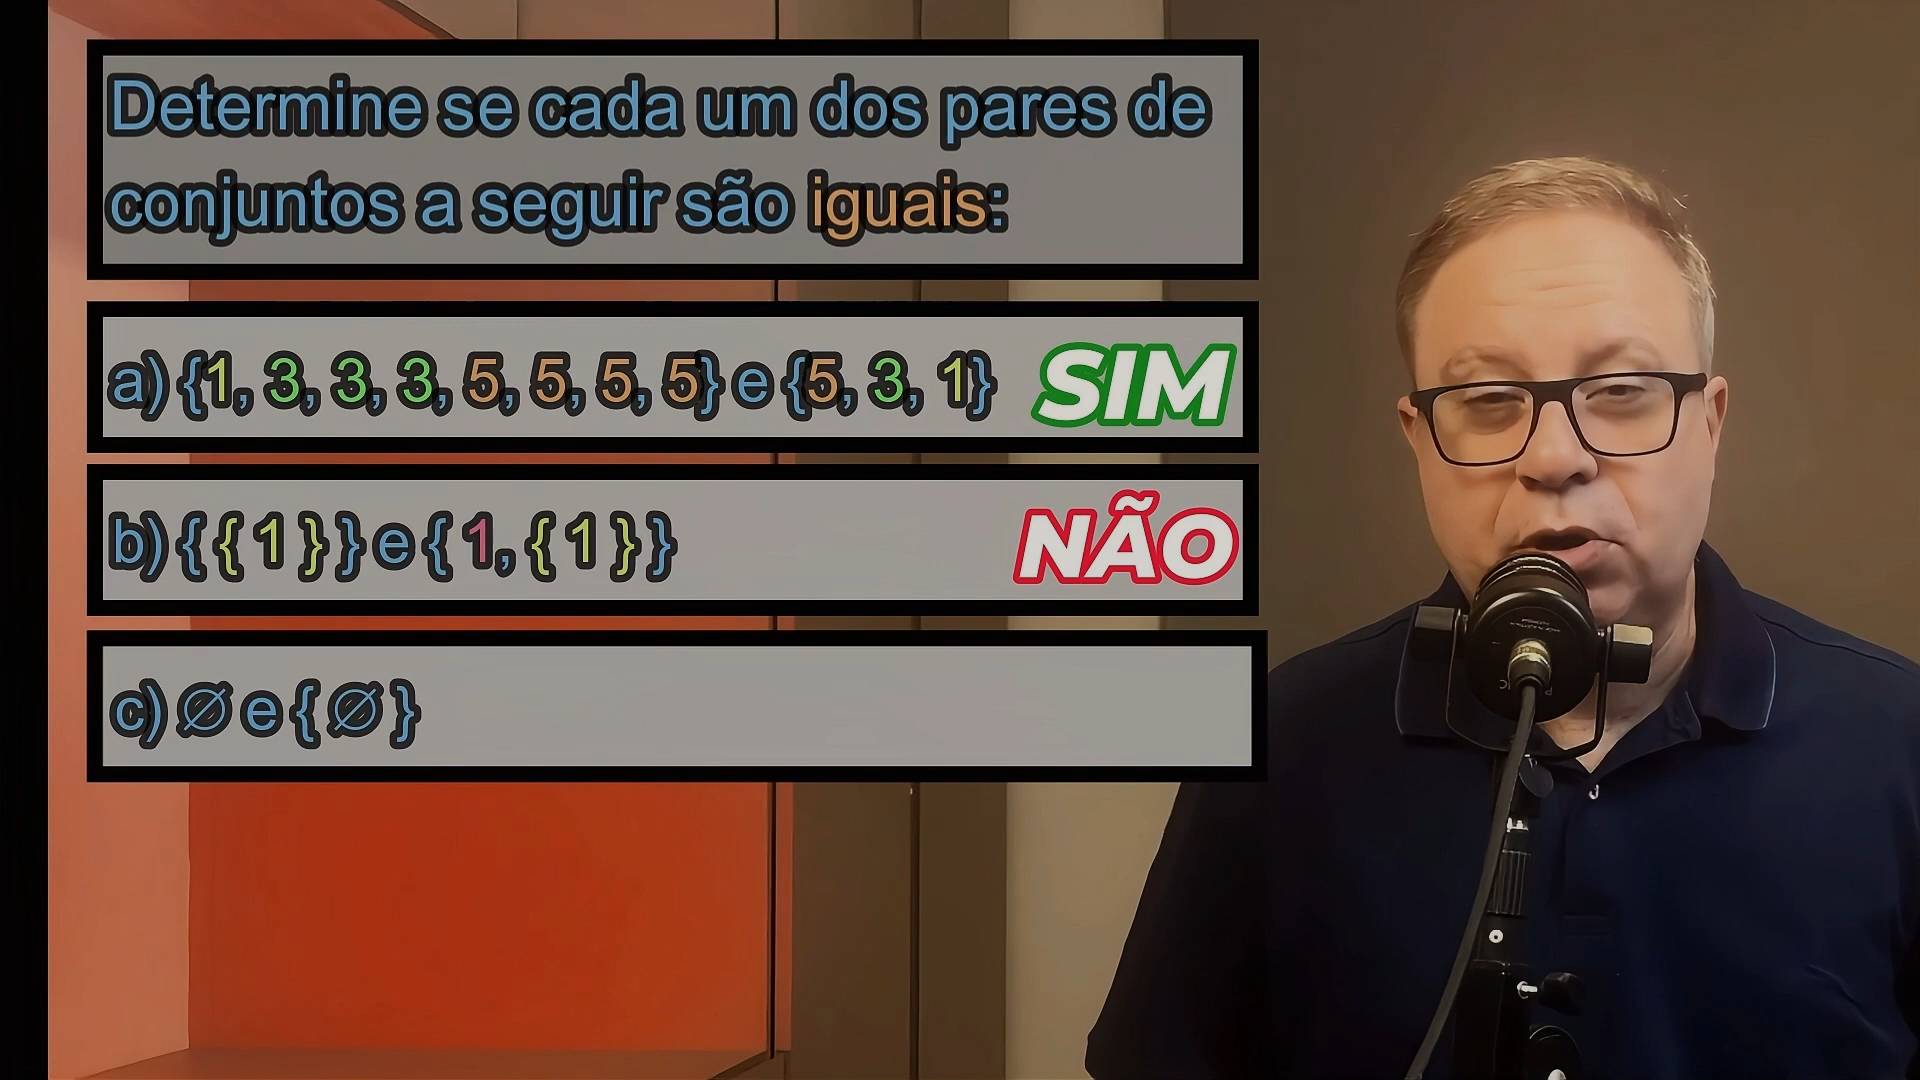 Determine se cada um dos pares de
conjuntos a seguir são iguais:
a) {1, 3, 3, 3, 5, 5, 5, 5} e {5, 3, 1} SIM
b) { { 1 } } e { 1, { 1 } } NÃO
c) ∅ e { ∅ }